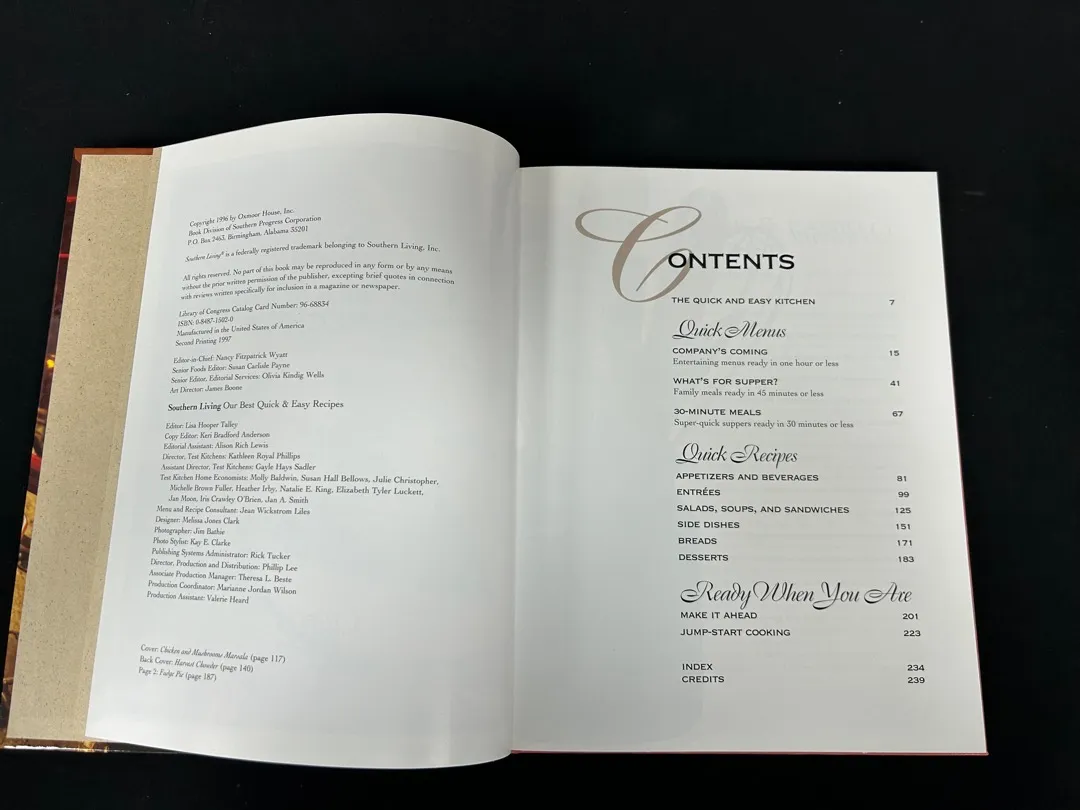 Copyright 1996 by Oxmoor House, Inc.
Book Division of Southern Progress Corporation
P.O. Box 2463, Birmingham, Alabama 35201
Southern Living® is a federally registered trademark belonging to Southern Living, Inc.
All rights reserved. No part of this book may be reproduced in any form or by any means
without the prior written permission of the publisher, excepting brief quotes in connection
with reviews written specifically for inclusion in a magazine or newspaper.
Library of Congress Catalog Card Number: 96-68834
ISBN: 0-8487-1502-0
Manufactured in the United States of America
Second Printing 1997
Editor-in-Chief: Nancy Fitzpatrick Wyatt
Senior Foods Editor: Susan Carlisle Payne
Senior Editor, Editorial Services: Olivia Kindig Wells
Art Director: James Boone
Southern Living Our Best Quick & Easy Recipes
Editor: Lisa Hooper Talley
Copy Editor: Keri Bradford Anderson
Editorial Assistant: Alison Rich Lewis
Director, Test Kitchens: Kathleen Royal Phillips
Assistant Director, Test Kitchens: Gayle Hays Sadler
Test Kitchen Home Economists: Molly Baldwin, Susan Hall Bellows, Julie Christopher,
Michelle Brown Fuller, Heather Irby, Natalie E. King, Elizabeth Tyler Luckett,
Jan Moon, Iris Crawley O'Brien, Jan A. Smith
Menu and Recipe Consultant: Jean Wickstrom Liles
Designer: Melissa Jones Clark
Photographer: Jim Bathie
Photo Stylist: Kay E. Clarke
Publishing Systems Administrator: Rick Tucker
Director, Production and Distribution: Phillip Lee
Associate Production Manager: Theresa L. Beste
Production Coordinator: Marianne Jordan Wilson
Production Assistant: Valerie Heard
Cover: Chicken and Mushrooms Marsala (page 117)
Back Cover: Harvest Chowder (page 140)
Page 2: Fudge Pie (page 187)
CONTENTS
THE QUICK AND EASY KITCHEN 7
Quick Menus
COMPANY'S COMING 15
Entertaining menus ready in one hour or less
WHAT'S FOR SUPPER? 41
Family meals ready in 45 minutes or less
30-MINUTE MEALS 67
Super-quick suppers ready in 30 minutes or less
Quick Recipes
APPETIZERS AND BEVERAGES 81
ENTRÉES 99
SALADS, SOUPS, AND SANDWICHES 125
SIDE DISHES 151
BREADS 171
DESSERTS 183
Ready When You Are
MAKE IT AHEAD 201
JUMP-START COOKING 223
INDEX 234
CREDITS 239